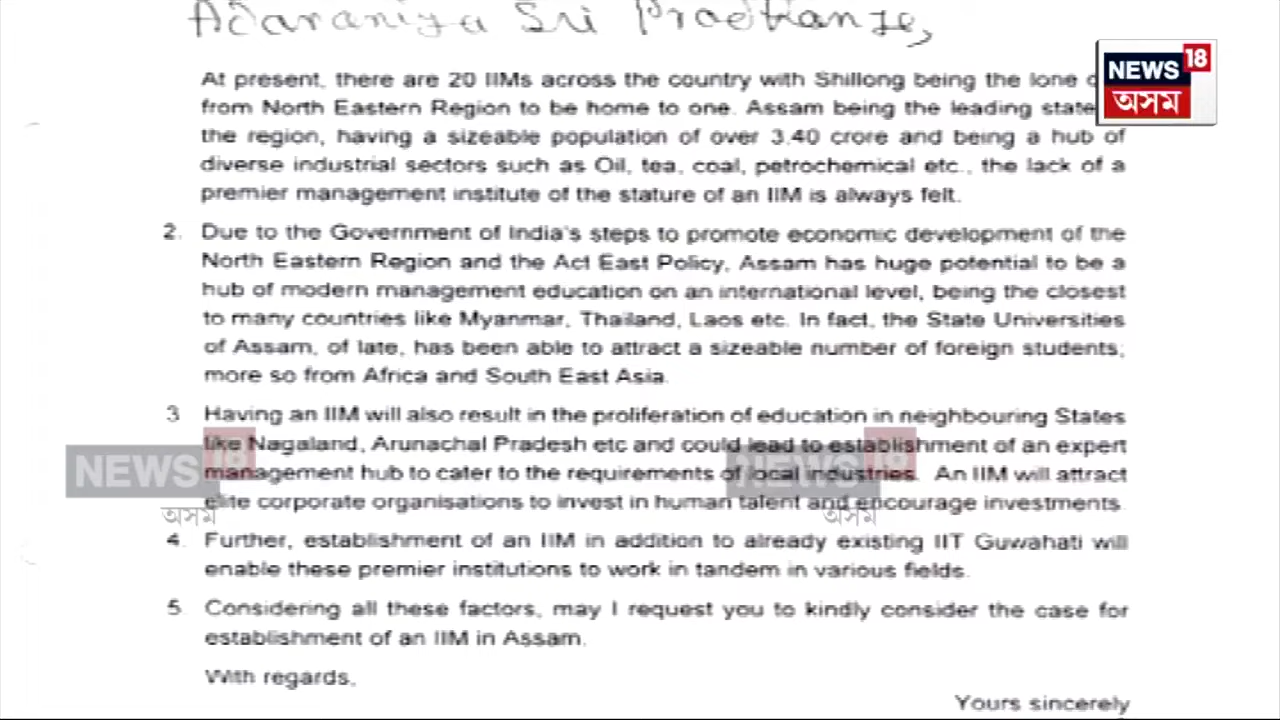 Adaraniya Sri
At present, there are 20 IIMs across the country with Shillong being the lone
from North Eastern Region to be home to one. Assam being the leading state
the region, having a sizeable population of over 3.40 crore and being a hub of
diverse industrial sectors such as Oil, tea, coal, petrochemical etc., the lack of a
premier management institute of the stature of an IIM is always felt.
2. Due to the Government of India's steps to promote economic development of the
North Eastern Region and the Act East Policy, Assam has huge potential to be a
hub of modern management education on an international level, being the closest
to many countries like Myanmar, Thailand, Laos etc. In fact, the State Universities
of Assam, of late, has been able to attract a sizeable number of foreign students;
more so from Africa and South East Asia.
3 Having an IIM will also result in the proliferation of education in neighbouring States
like Nagaland, Arunachal Pradesh etc and could lead to establishment of an expert
management hub to cater to the requirements of local industries. An IIM will attract
elite corporate organisations to invest in human talent and encourage investments.
4. Further, establishment of an IIM in addition to already existing IIT Guwahati will
enable these premier institutions to work in tandem in various fields.
5. Considering all these factors, may I request you to kindly consider the case for
establishment of an IIM in Assam.
With regards,
Yours sincerely
NEWS 18
অসম
NEWS 18
অসম
NEWS 18
অসম